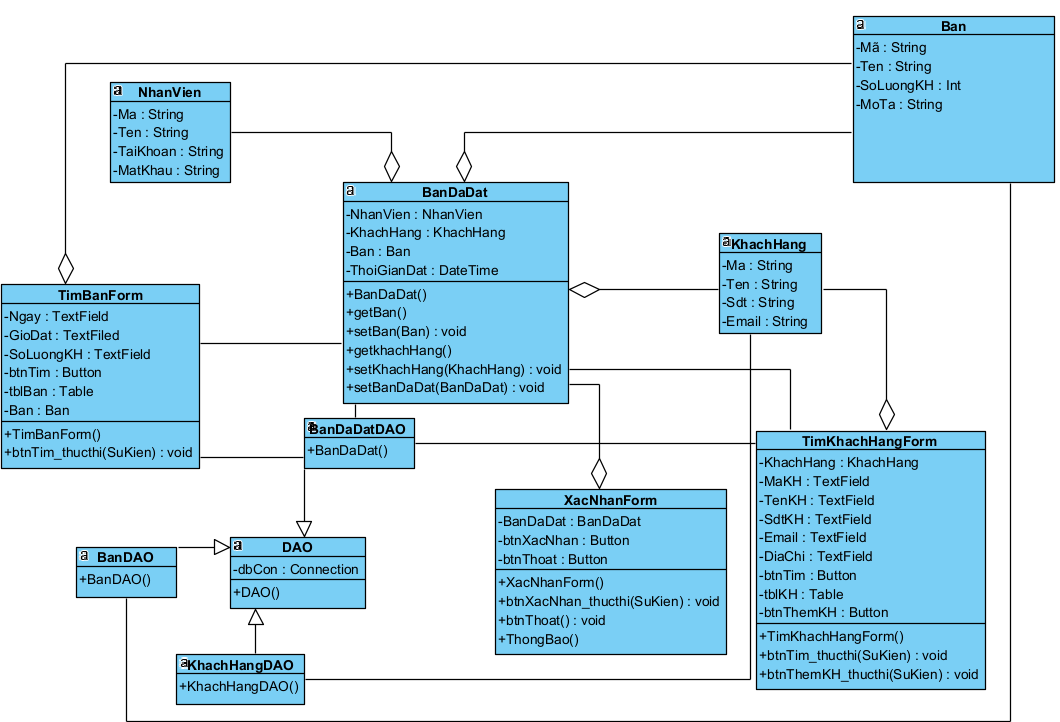 Ban
-Mã : String
-Ten : String
-SoLuongKH : Int
-MoTa : String
NhanVien
-Ma : String
-Ten : String
-TaiKhoan : String
-MatKhau : String
BanDaDat
-NhanVien : NhanVien
-KhachHang : KhachHang
-Ban : Ban
-ThoiGianDat : DateTime
+BanDaDat()
+getBan()
+setBan(Ban) : void
+getkhachHang()
+setKhachHang(KhachHang) : void
+setBanDaDat(BanDaDat) : void
KhachHang
-Ma : String
-Ten : String
-Sdt : String
-Email : String
TimBanForm
-Ngay : TextField
-GioDat : TextFiled
-SoLuongKH : TextField
-btnTim : Button
-tblBan : Table
-Ban : Ban
+TimBanForm()
+btnTim_thucthi(SuKien) : void
BanDaDatDAO
+BanDaDat()
TimKhachHangForm
-KhachHang : KhachHang
-MaKH : TextField
-TenKH : TextField
-SdtKH : TextField
-Email : TextField
-DiaChi : TextField
-btnTim : Button
-tblKH : Table
-btnThemKH : Button
+TimKhachHangForm()
+btnTim_thucthi(SuKien) : void
+btnThemKH_thucthi(SuKien) : void
XacNhanForm
-BanDaDat : BanDaDat
-btnXacNhan : Button
-btnThoat : Button
+XacNhanForm()
+btnXacNhan_thucthi(SuKien) : void
+btnThoat() : void
+ThongBao()
BanDAO
+BanDAO()
DAO
-dbCon : Connection
+DAO()
KhachHangDAO
+KhachHangDAO()